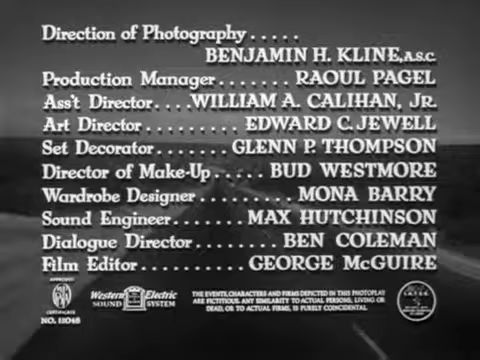 Direction of Photography . . . . .
BENJAMIN H. KLINE, A.S.C.
Production Manager . . . . . . . RAOUL PAGEL
Ass't Director . . . . WILLIAM A. CALIHAN, Jr.
Art Director . . . . . . . . . EDWARD C. JEWELL
Set Decorator . . . . . . . GLENN P. THOMPSON
Director of Make-Up . . . . . BUD WESTMORE
Wardrobe Designer . . . . . . . . . MONA BARRY
Sound Engineer . . . . . . . MAX HUTCHINSON
Dialogue Director . . . . . . . . BEN COLEMAN
Film Editor . . . . . . . . . . GEORGE McGUIRE
APPROVED
CERTIFICATE
NO. 11048
Western Electric
SOUND SYSTEM
THE EVENTS, CHARACTERS AND FIRMS DEPICTED IN THIS PHOTOPLAY
ARE FICTITIOUS. ANY SIMILARITY TO ACTUAL PERSONS, LIVING OR
DEAD, OR TO ACTUAL FIRMS, IS PURELY COINCIDENTAL.
I.A.T.S.E.